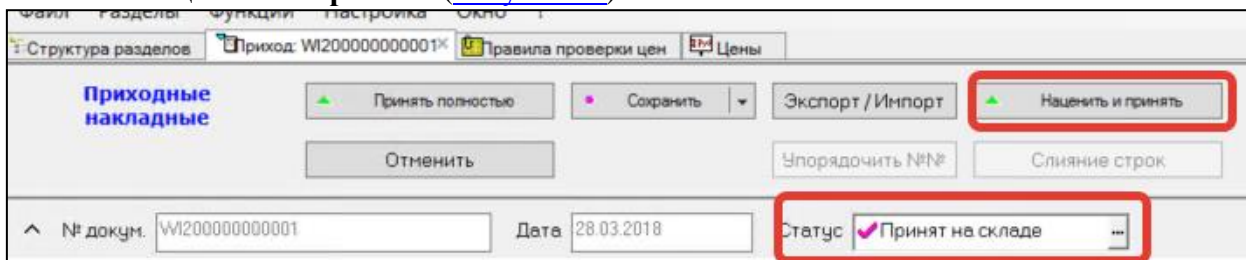 Файл Разделы Функции Настройка Окно ?
Структура разделов Приход: WI200000000001 Правила проверки цен Цены
Приходные накладные Принять полностью Сохранить Экспорт / Импорт Наценить и принять
Отменить Упорядочить №№ Слияние строк
№ докум. WI200000000001 Дата 28.03.2018 Статус Принят на складе ...